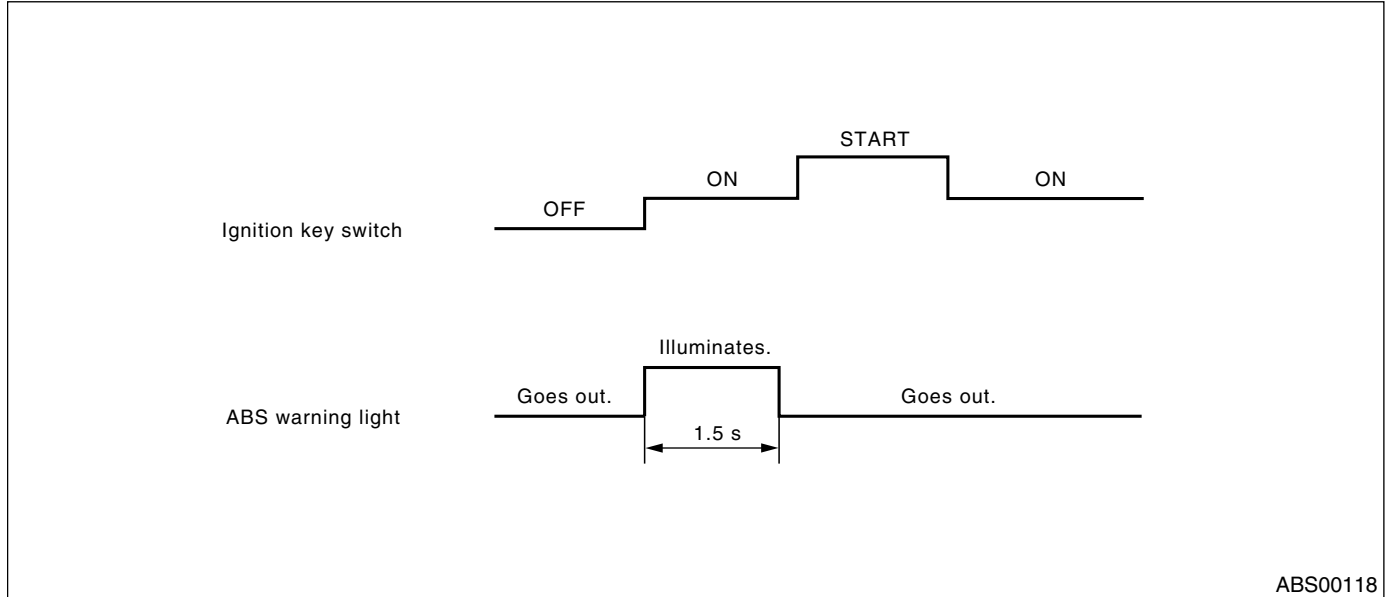 START
ON
ON
OFF
Ignition key switch
Illuminates.
Goes out.
Goes out.
ABS warning light
1.5 s
ABS00118